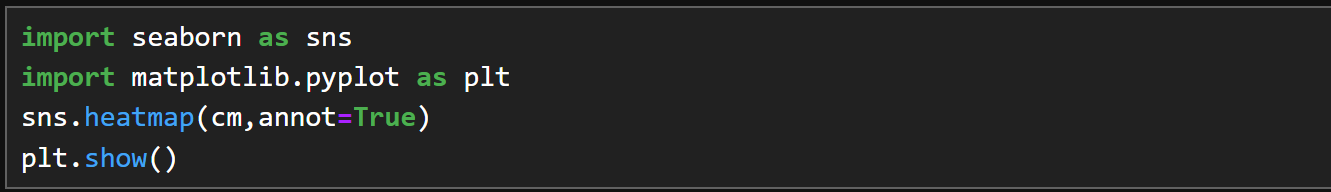 import seaborn as sns
import matplotlib.pyplot as plt
sns.heatmap(cm,annot=True)
plt.show()